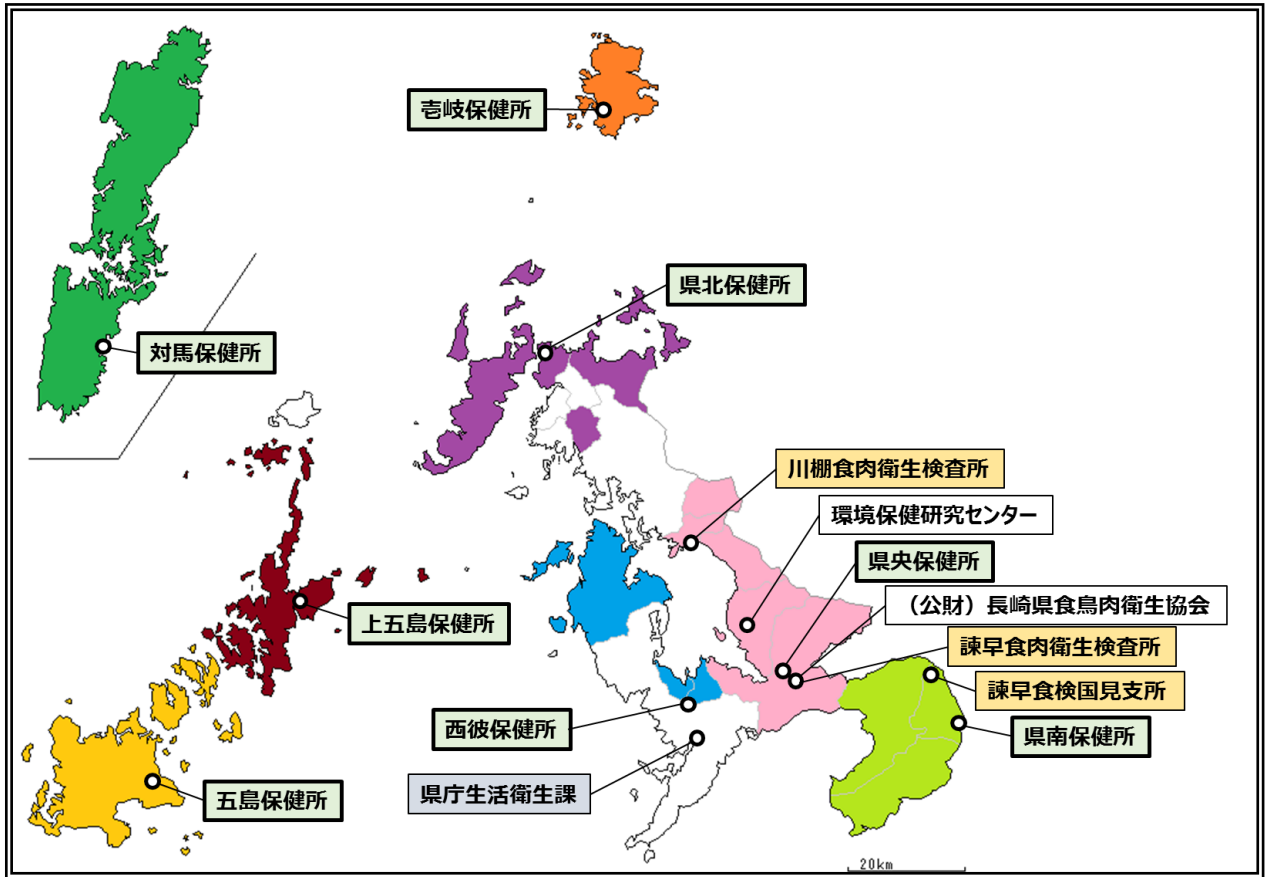 壱岐保健所
県北保健所
対馬保健所
川棚食肉衛生検査所
環境保健研究センター
県央保健所
(公財)長崎県食鳥肉衛生協会
上五島保健所
諫早食肉衛生検査所
諫早食検国見支所
西彼保健所
県南保健所
県庁生活衛生課
五島保健所
20km